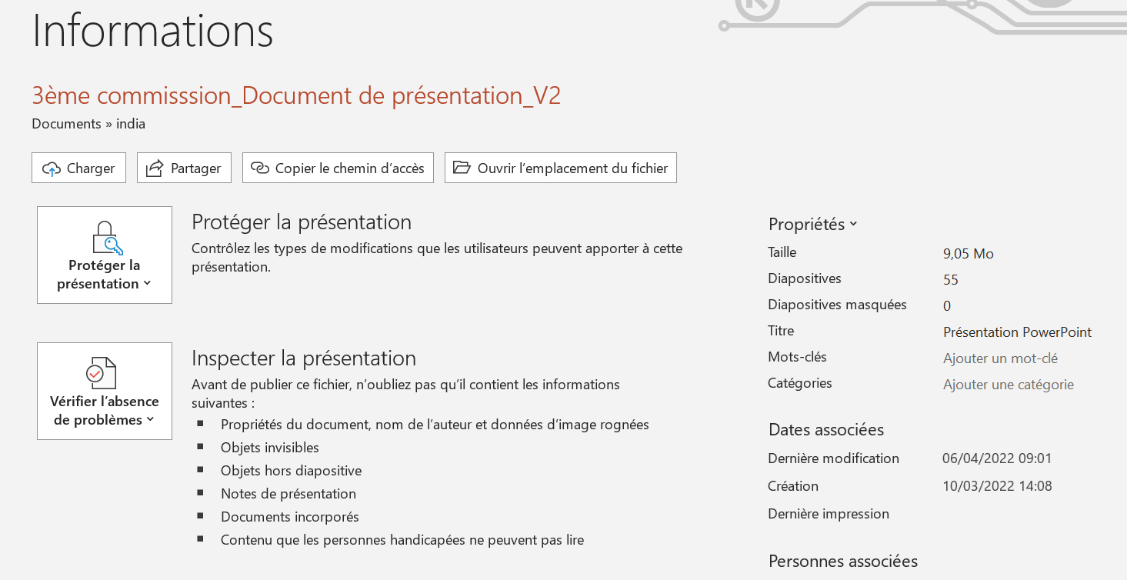 Informations
3ème commisssion_Document de présentation_V2
Documents » india
Charger
Partager
Copier le chemin d'accès
Ouvrir l'emplacement du fichier
Protéger la
présentation
Protéger la présentation
Contrôlez les types de modifications que les utilisateurs peuvent apporter à cette
présentation.
Vérifier l'absence
de problèmes
Inspecter la présentation
Avant de publier ce fichier, n'oubliez pas qu'il contient les informations
suivantes :
▪ Propriétés du document, nom de l'auteur et données d'image rognées
▪ Objets invisibles
▪ Objets hors diapositive
▪ Notes de présentation
▪ Documents incorporés
▪ Contenu que les personnes handicapées ne peuvent pas lire
Propriétés
Taille 9,05 Mo
Diapositives 55
Diapositives masquées 0
Titre Présentation PowerPoint
Mots-clés Ajouter un mot-clé
Catégories Ajouter une catégorie
Dates associées
Dernière modification 06/04/2022 09:01
Création 10/03/2022 14:08
Dernière impression
Personnes associées